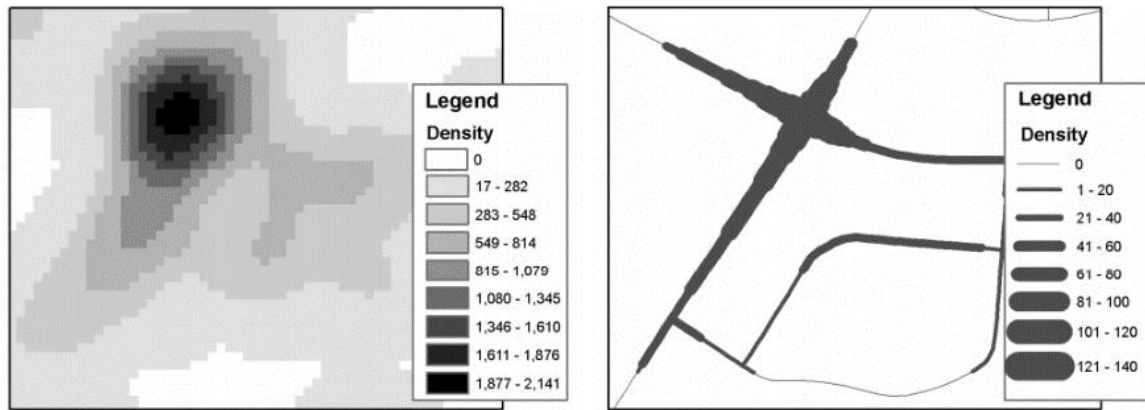 Legend
Density
0
17 - 282
283 - 548
549 - 814
815 - 1,079
1,080 - 1,345
1,346 - 1,610
1,611 - 1,876
1,877 - 2,141
Legend
Density
0
1 - 20
21 - 40
41 - 60
61 - 80
81 - 100
101 - 120
121 - 140